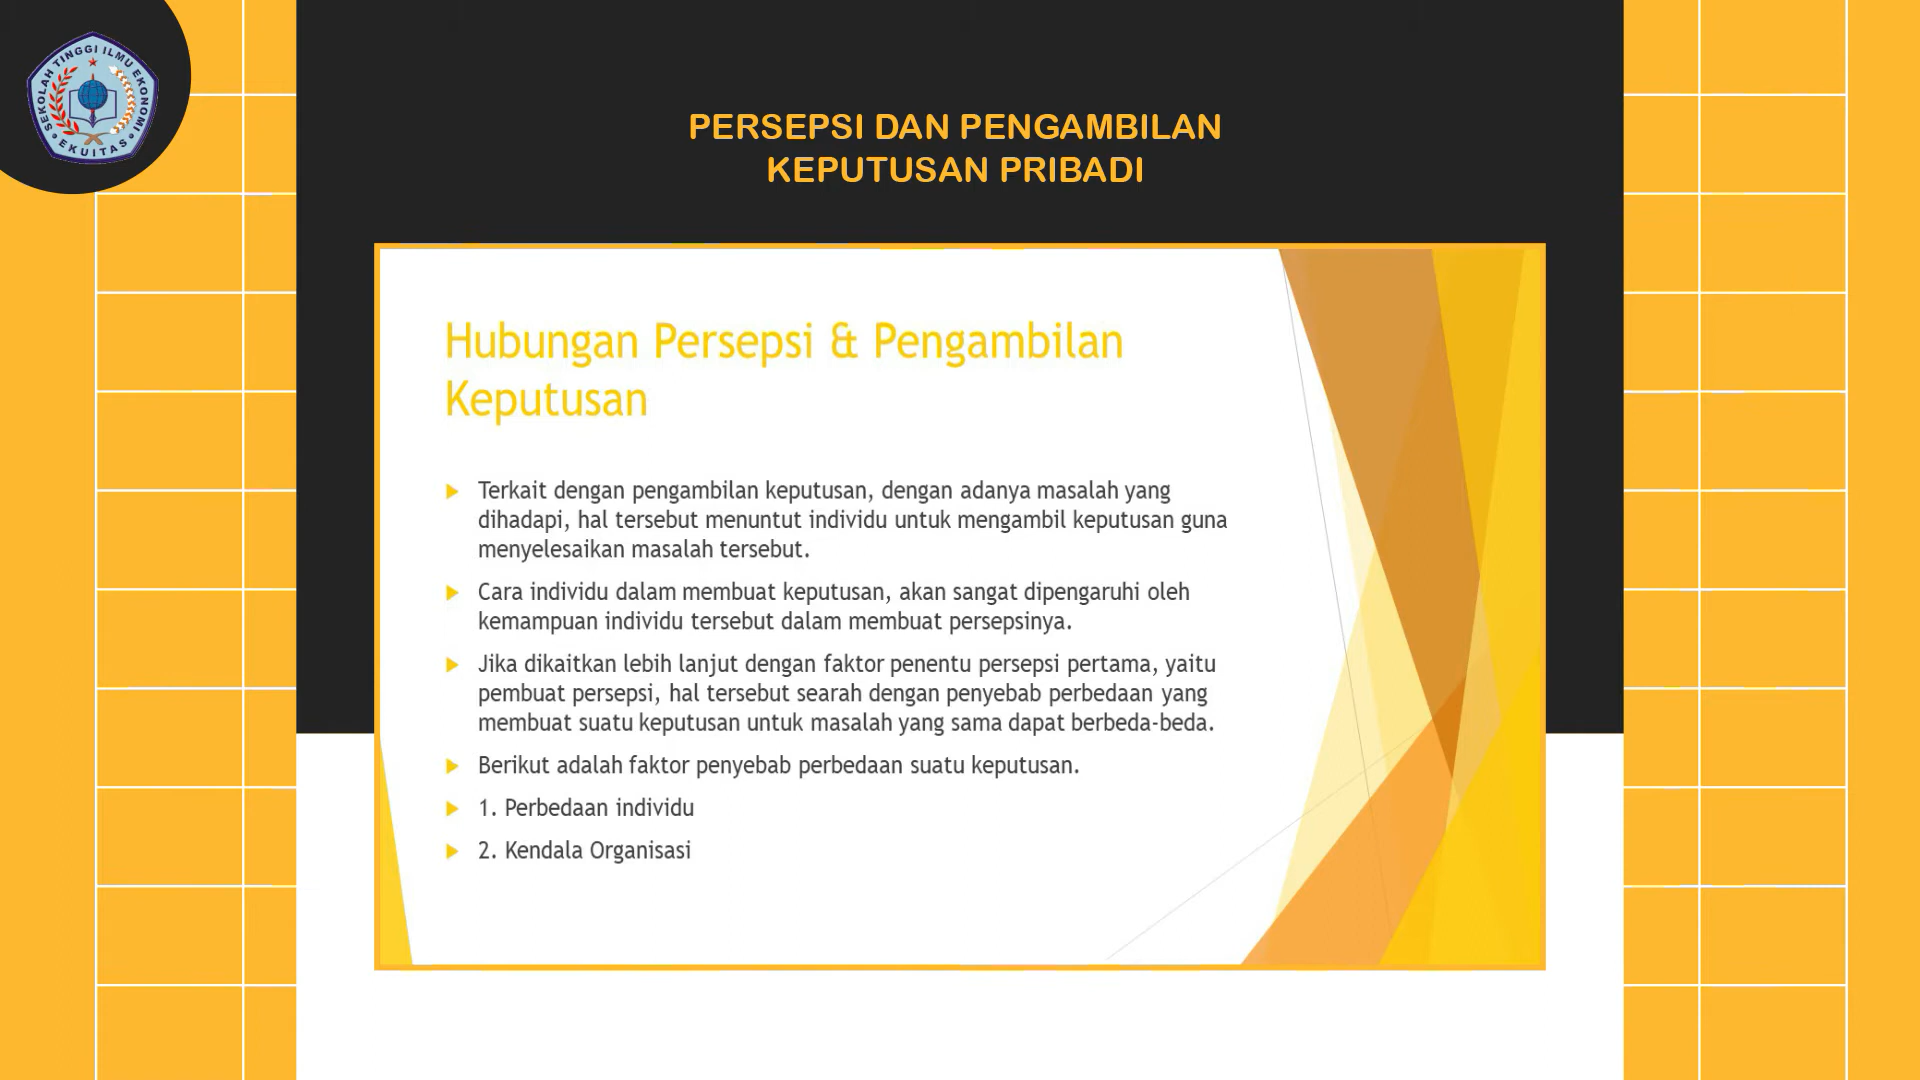 SEKOLAH TINGGI ILMU EKONOMI
EKUITAS
PERSEPSI DAN PENGAMBILAN
KEPUTUSAN PRIBADI
Hubungan Persepsi & Pengambilan
Keputusan
Terkait dengan pengambilan keputusan, dengan adanya masalah yang
dihadapi, hal tersebut menuntut individu untuk mengambil keputusan guna
menyelesaikan masalah tersebut.
Cara individu dalam membuat keputusan, akan sangat dipengaruhi oleh
kemampuan individu tersebut dalam membuat persepsinya.
Jika dikaitkan lebih lanjut dengan faktor penentu persepsi pertama, yaitu
pembuat persepsi, hal tersebut searah dengan penyebab perbedaan yang
membuat suatu keputusan untuk masalah yang sama dapat berbeda-beda.
Berikut adalah faktor penyebab perbedaan suatu keputusan.
1. Perbedaan individu
2. Kendala Organisasi